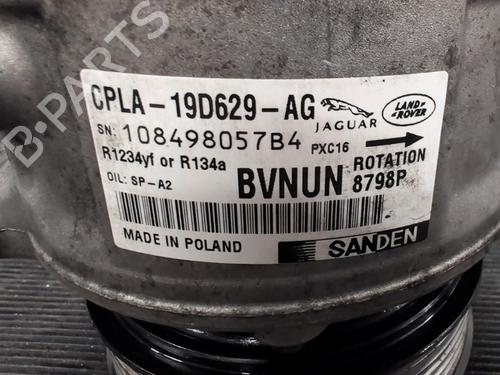 B-PARTS
CPLA-19D629-AG
JAGUAR
LAND ROVER
SN: 108498057B4 PXC16
R1234yf or R134a
ROTATION
OIL: SP-A2
BVNUN 8798P
MADE IN POLAND
SANDEN